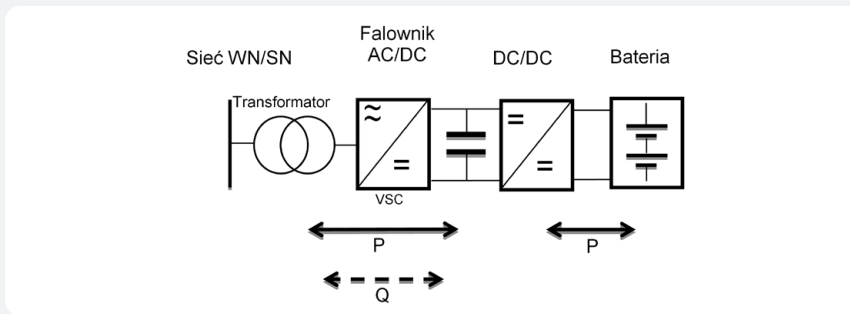 Falownik
Sieć WN/SN AC/DC DC/DC Bateria
Transformator
VSC
P P
Q